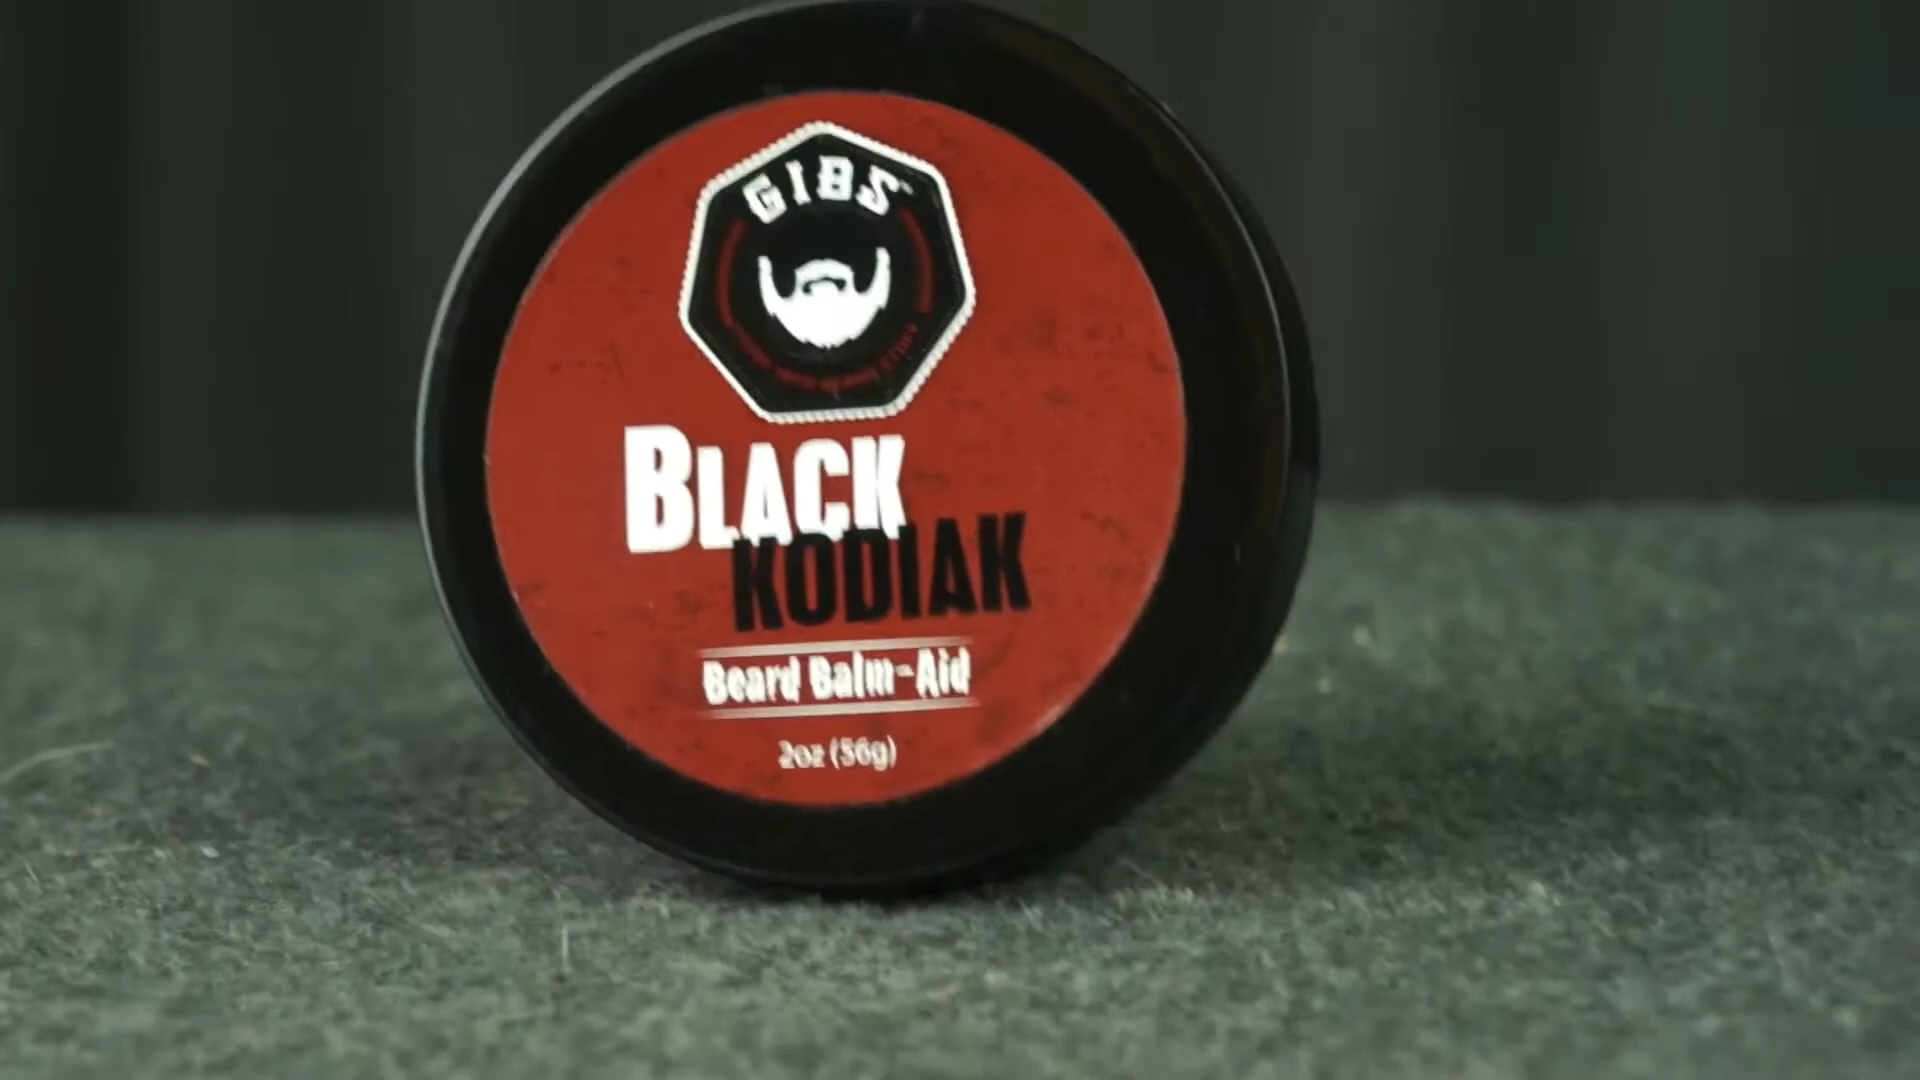 GIBS
BLACK
KODIAK
Beard Balm-Aid
2oz (56g)